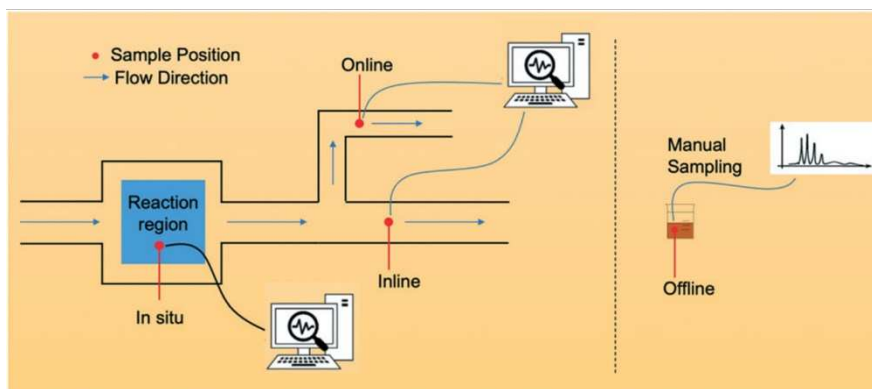 Sample Position
Flow Direction
Online
Reaction
region
In situ
Inline
Manual
Sampling
Offline